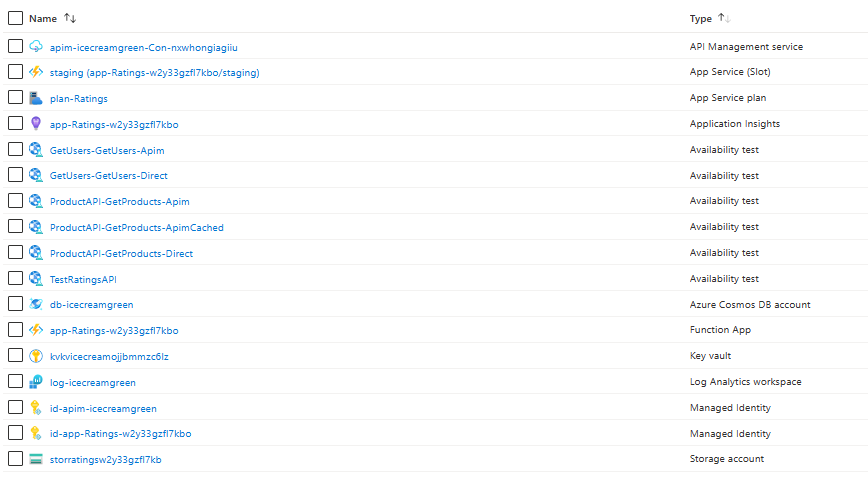 Name Type
apim-icecreamgreen-Con-nxwhongiagiiu API Management service
staging (app-Ratings-w2y33gzfl7kbo/staging) App Service (Slot)
plan-Ratings App Service plan
app-Ratings-w2y33gzfl7kbo Application Insights
GetUsers-GetUsers-Apim Availability test
GetUsers-GetUsers-Direct Availability test
ProductAPI-GetProducts-Apim Availability test
ProductAPI-GetProducts-ApimCached Availability test
ProductAPI-GetProducts-Direct Availability test
TestRatingsAPI Availability test
db-icecreamgreen Azure Cosmos DB account
app-Ratings-w2y33gzfl7kbo Function App
kvkvicecreamojjbmmzc6lz Key vault
log-icecreamgreen Log Analytics workspace
id-apim-icecreamgreen Managed Identity
id-app-Ratings-w2y33gzfl7kbo Managed Identity
storratingsw2y33gzfl7kb Storage account